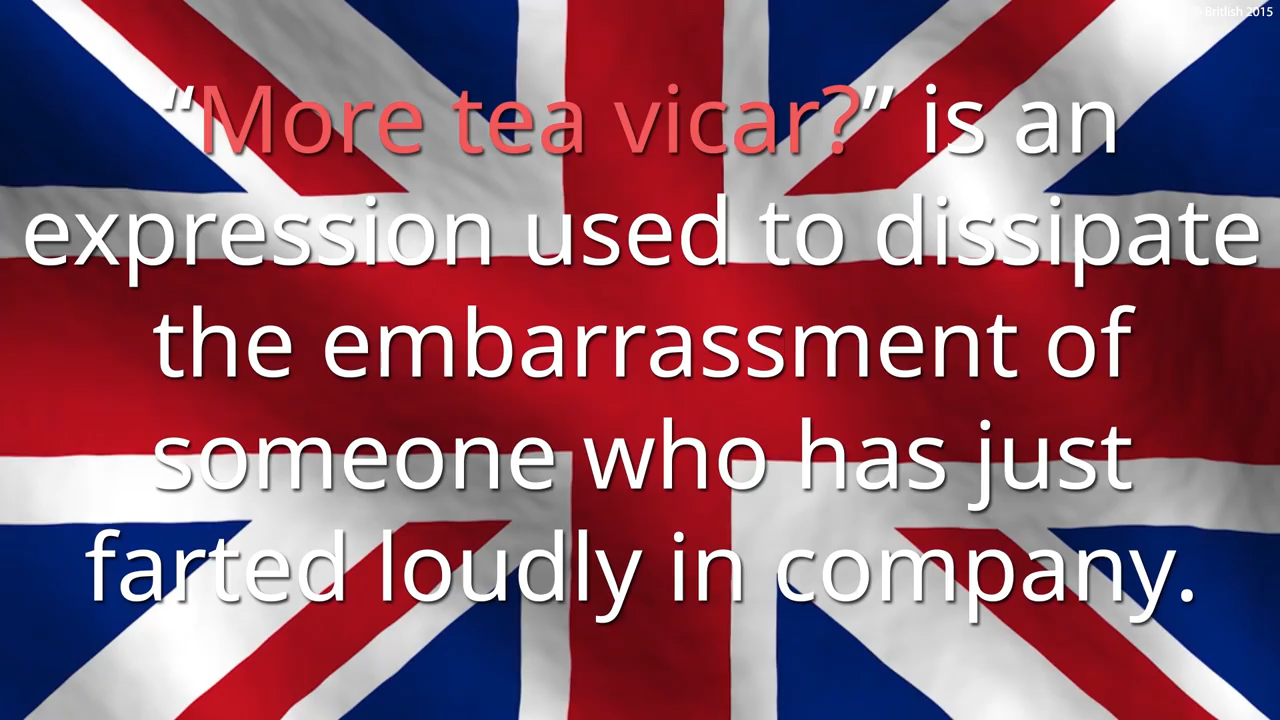 © Britlish 2015
“More tea vicar?” is an
expression used to dissipate
the embarrassment of
someone who has just
farted loudly in company.